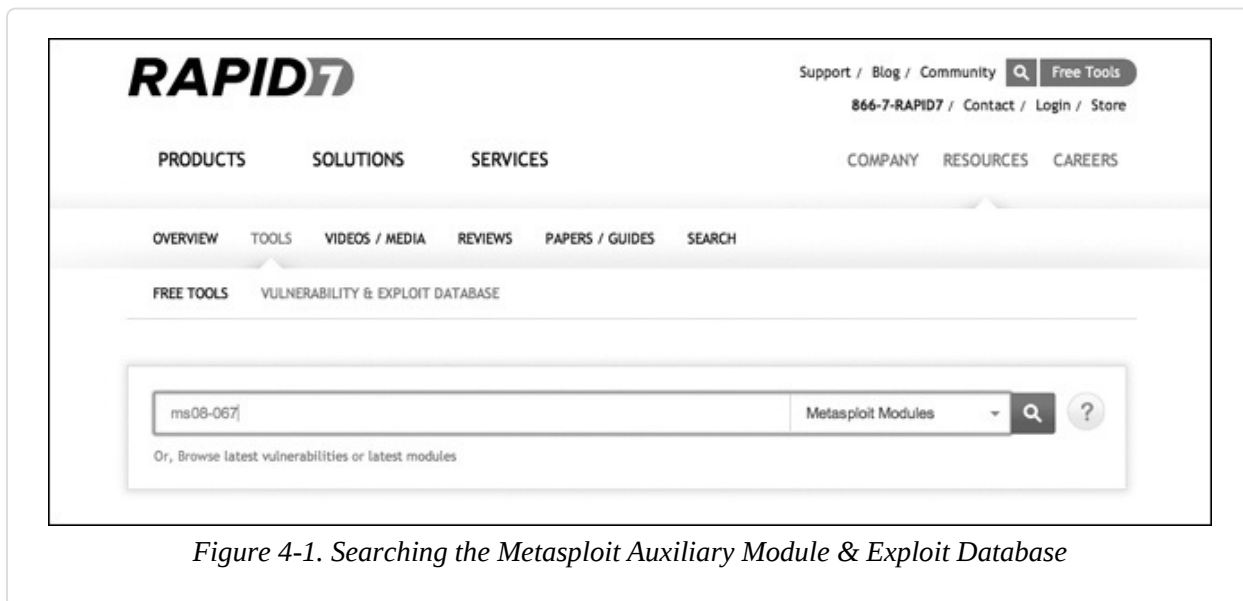 RAPID7
Support / Blog / Community Free Tools
866-7-RAPID7 / Contact / Login / Store
PRODUCTS SOLUTIONS SERVICES COMPANY RESOURCES CAREERS
OVERVIEW TOOLS VIDEOS / MEDIA REVIEWS PAPERS / GUIDES SEARCH
FREE TOOLS VULNERABILITY & EXPLOIT DATABASE
ms08-067 Metasploit Modules ?
Or, Browse latest vulnerabilities or latest modules
Figure 4-1. Searching the Metasploit Auxiliary Module & Exploit Database